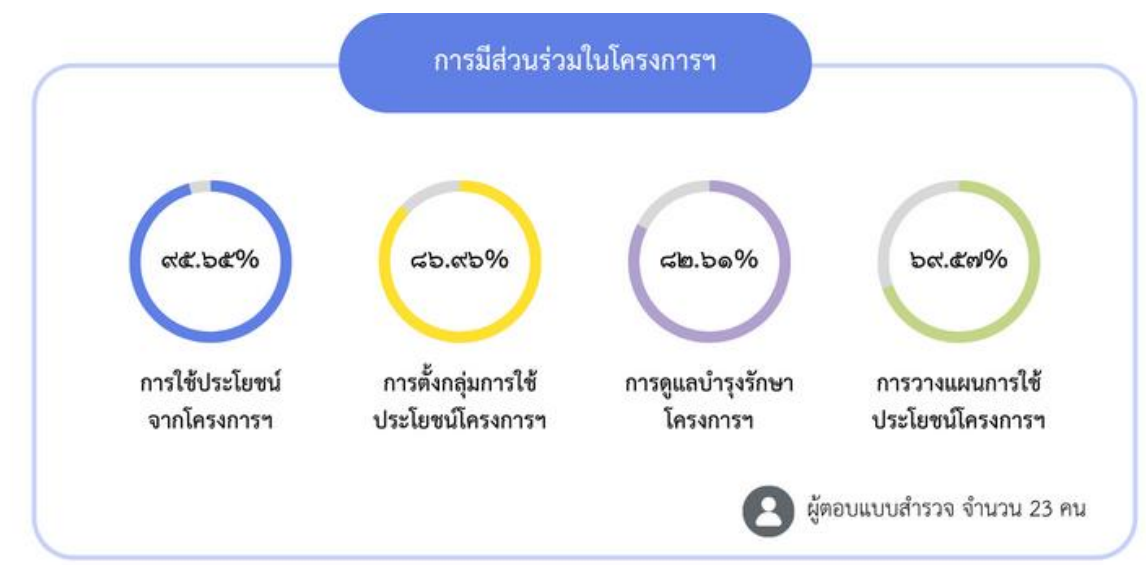 การมีส่วนร่วมในโครงการฯ
๙๕.๖๕%
๘๖.๙๖%
๘๒.๖๑%
๖๙.๕๗%
การใช้ประโยชน์
จากโครงการฯ
การตั้งกลุ่มการใช้
ประโยชน์โครงการฯ
การดูแลบำรุงรักษา
โครงการฯ
การวางแผนการใช้
ประโยชน์โครงการฯ
ผู้ตอบแบบสำรวจ จำนวน 23 คน